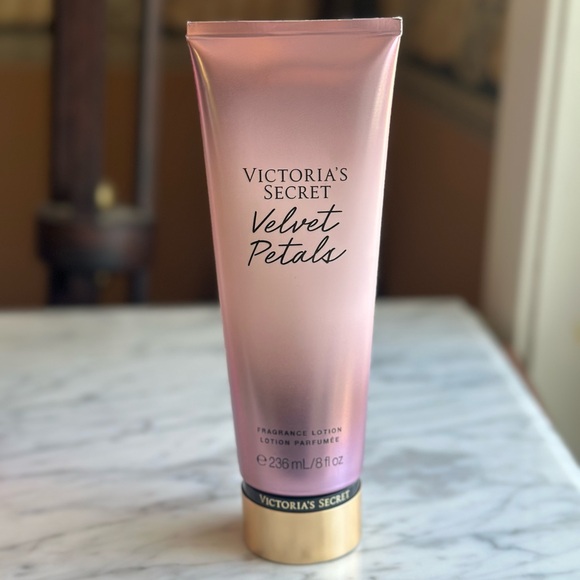 VICTORIA'S
SECRET
Velvet
Petals
FRAGRANCE LOTION
LOTION PARFUMÉE
℮ 236 mL/8 fl oz
VICTORIA'S SECRET